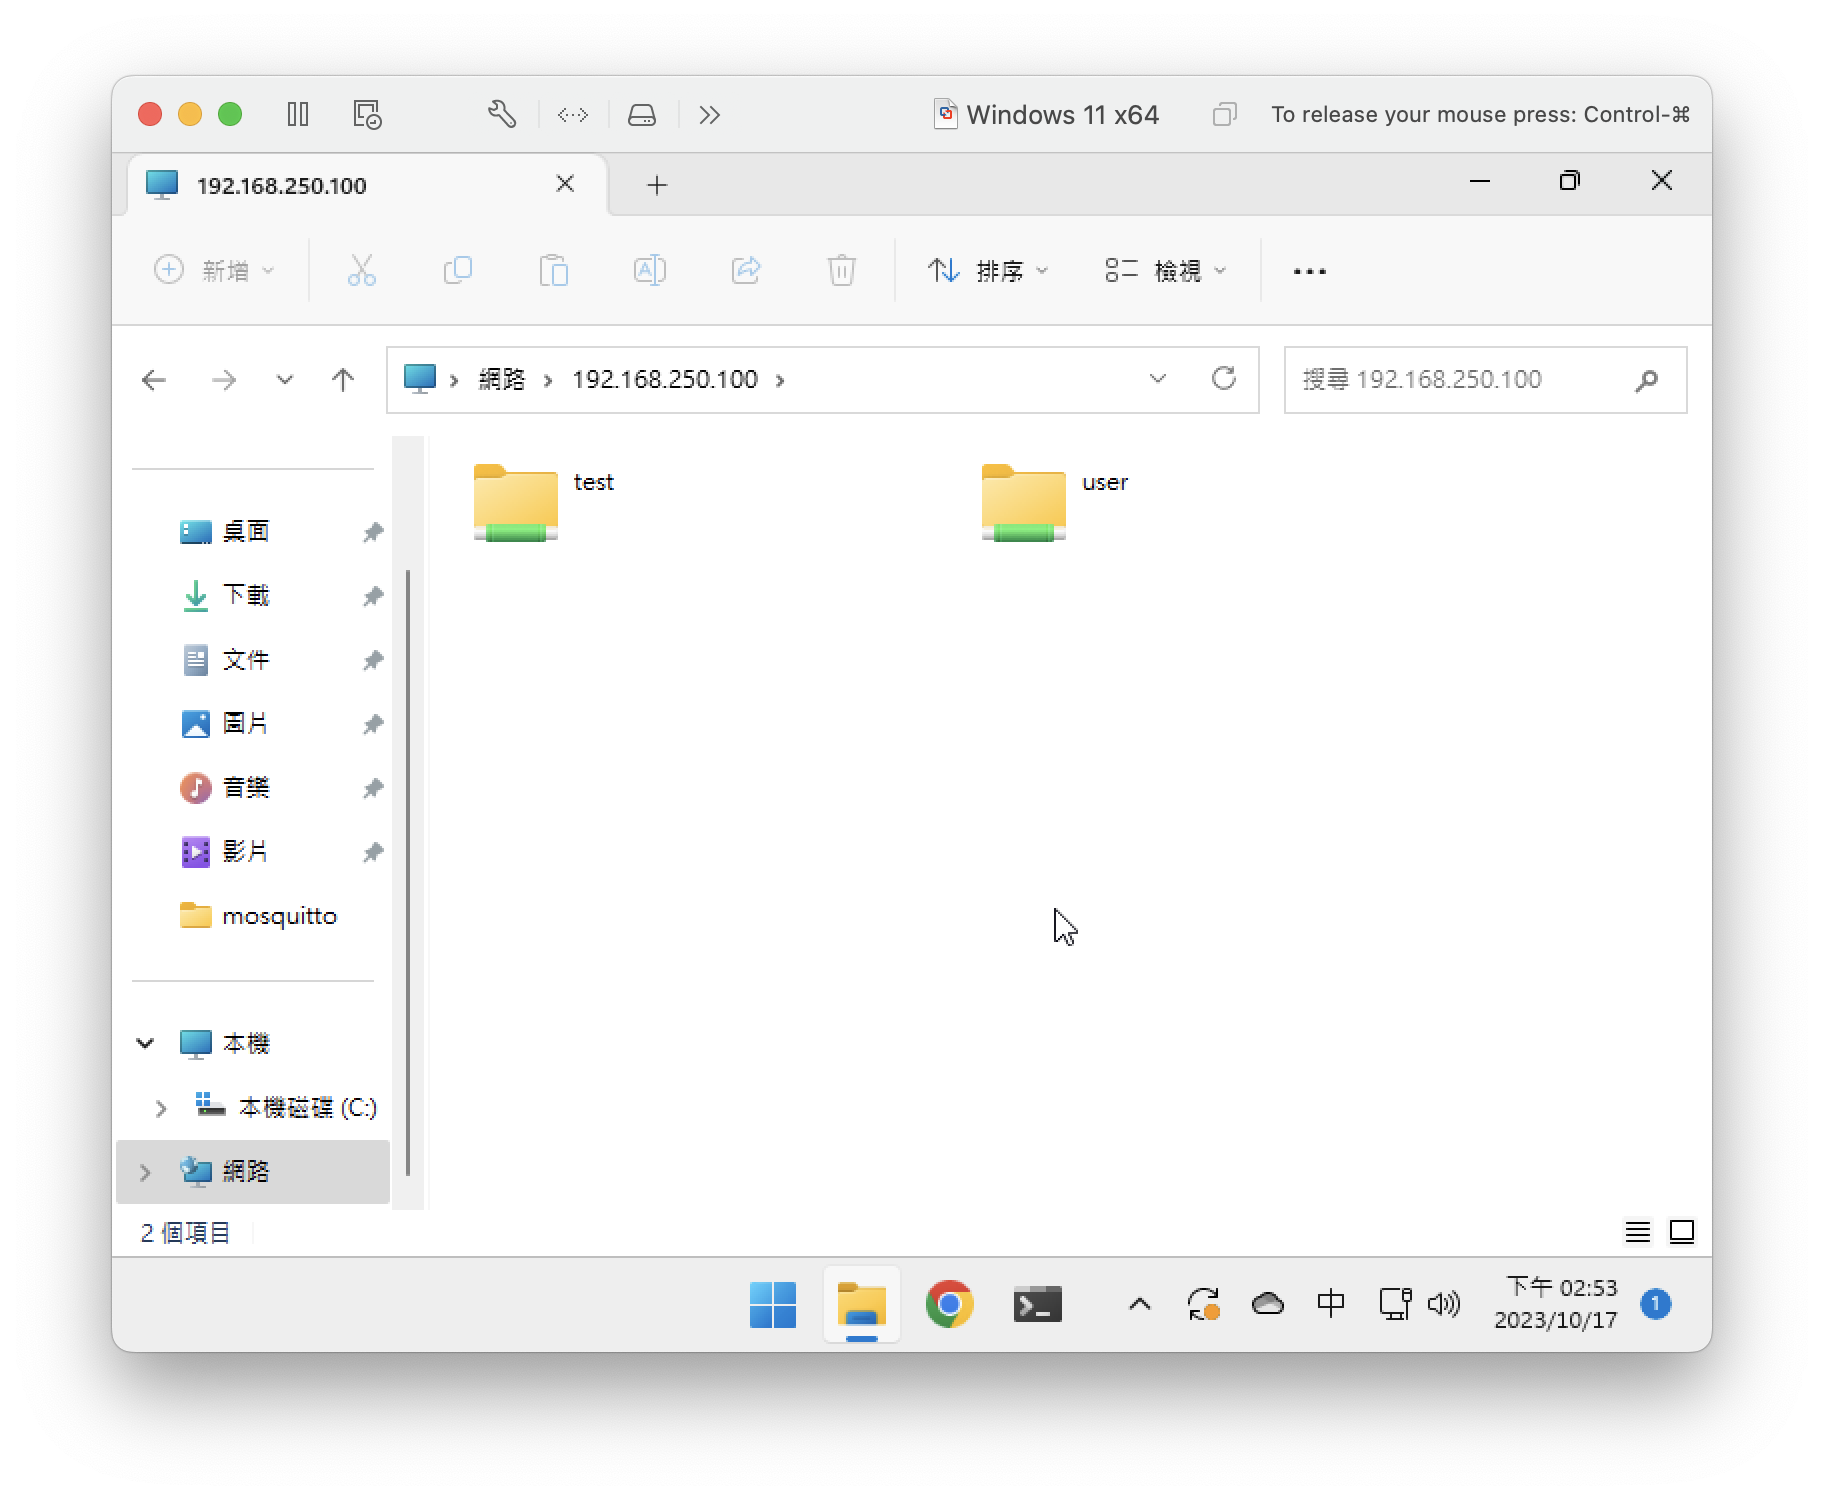 Windows 11 x64
To release your mouse press: Control-⌘
192.168.250.100
新增
排序
檢視
網路 > 192.168.250.100 >
搜尋 192.168.250.100
test
user
桌面
下載
文件
圖片
音樂
影片
mosquitto
本機
本機磁碟 (C:)
網路
2 個項目
中
下午 02:53
2023/10/17
1